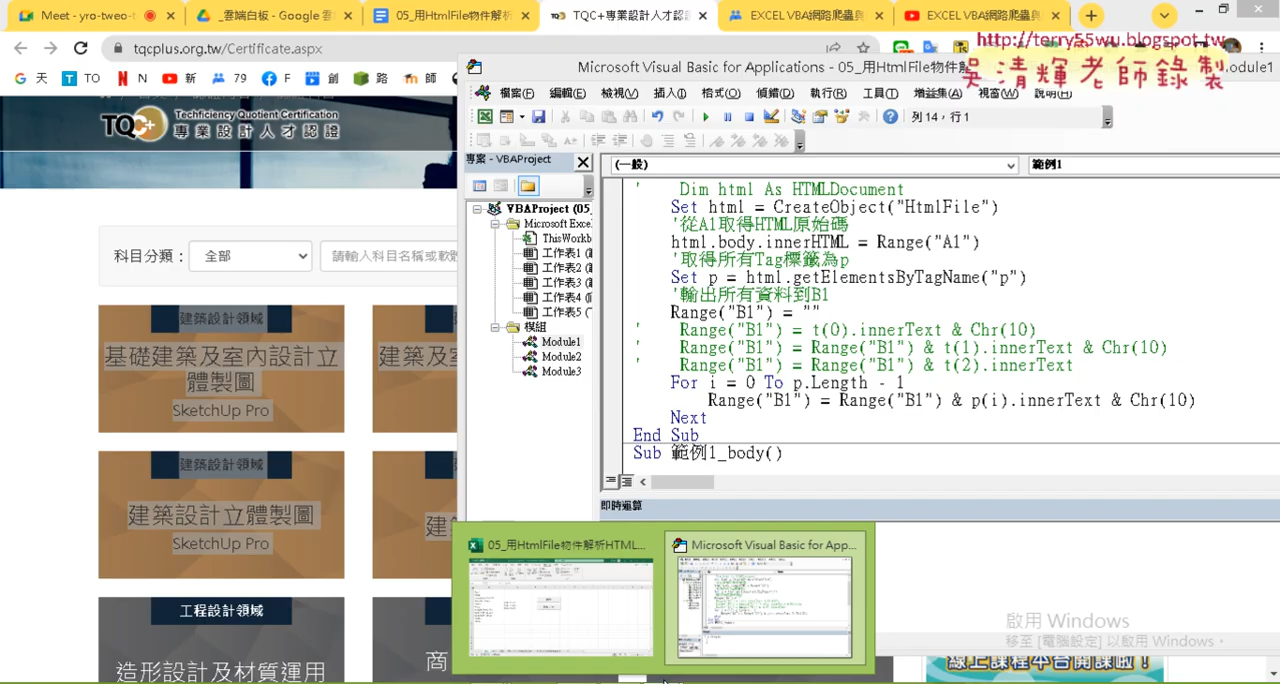 Meet - yro-tweo-t
_雲端白板 - Google 雲
05_用HtmlFile物件解析
TQC+專業設計人才認
EXCEL VBA網路爬蟲與
EXCEL VBA網路爬蟲與
tqcplus.org.tw/Certificate.aspx
http://terry55wu.blogspot.tw
吳清輝老師錄製
天
TO
N
新
79
F
創
路
師
Microsoft Visual Basic for Applications - 05_用HtmlFile物件解
odule1
檔案(F)
編輯(E)
檢視(V)
插入(I)
格式(O)
偵錯(D)
執行(R)
工具(T)
增益集(A)
視窗(W)
說明(H)
列 14，行 1
TQC+
Techficiency Quotient Certification
專業設計人才認證
科目分類：
全部
請輸入科目名稱或軟體
建築設計領域
基礎建築及室內設計立體製圖
SketchUp Pro
建築及
建築設計領域
建築設計立體製圖
SketchUp Pro
建
工程設計領域
造形設計及材質運用
商
專案 - VBAProject
VBAProject (05_
Microsoft Exce
ThisWorkb
工作表1
工作表2
工作表3
工作表4
工作表5
模組
Module1
Module2
Module3
(一般)
範例1
' Dim html As HTMLDocument
Set html = CreateObject("HtmlFile")
'從A1取得HTML原始碼
html.body.innerHTML = Range("A1")
'取得所有Tag標籤為p
Set p = html.getElementsByTagName("p")
'輸出所有資料到B1
Range("B1") = ""
' Range("B1") = t(0).innerText & Chr(10)
' Range("B1") = Range("B1") & t(1).innerText & Chr(10)
' Range("B1") = Range("B1") & t(2).innerText
For i = 0 To p.Length - 1
Range("B1") = Range("B1") & p(i).innerText & Chr(10)
Next
End Sub
Sub 範例1_body()
即時運算
05_用HtmlFile物件解析HTML...
Microsoft Visual Basic for App...
啟用 Windows
移至 [電腦設定] 以啟用 Windows。
線上課程本台開課啦！